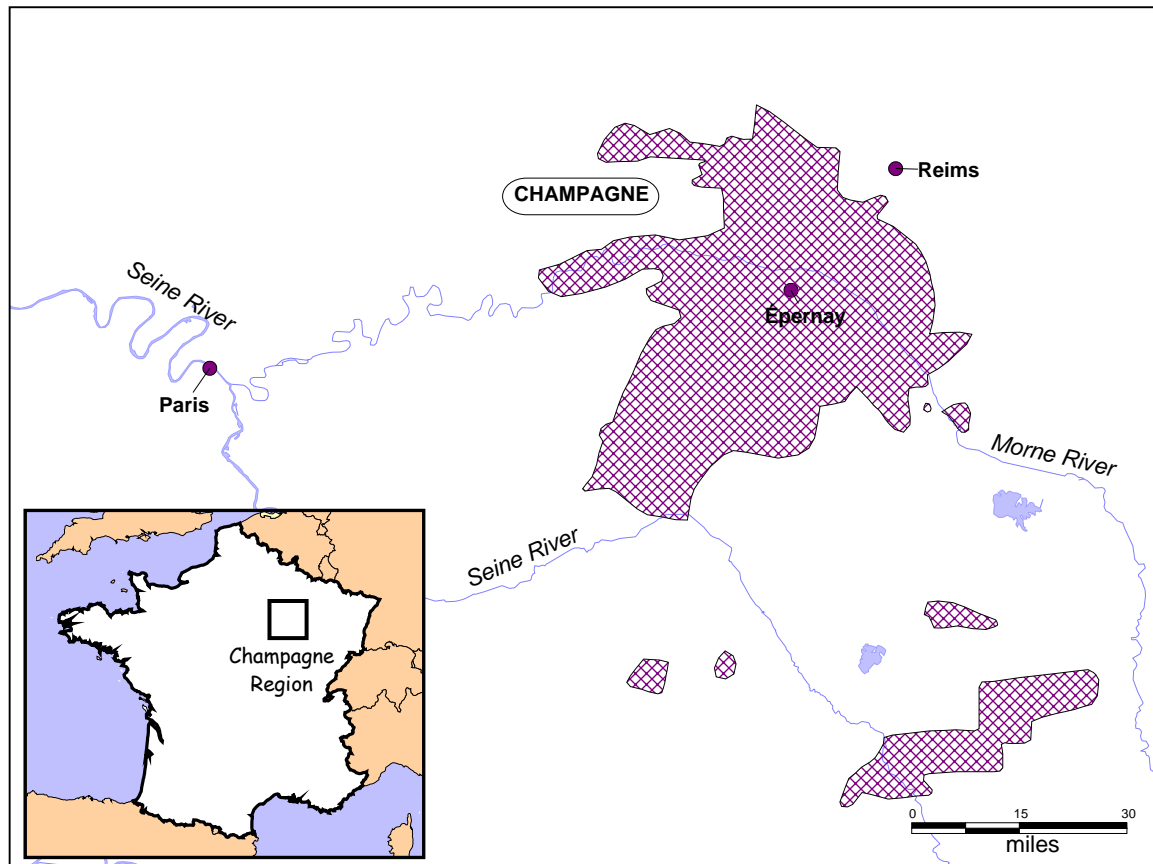 Reims
CHAMPAGNE
Seine River
Épernay
Paris
Morne River
Seine River
Champagne
Region
0 15 30
miles